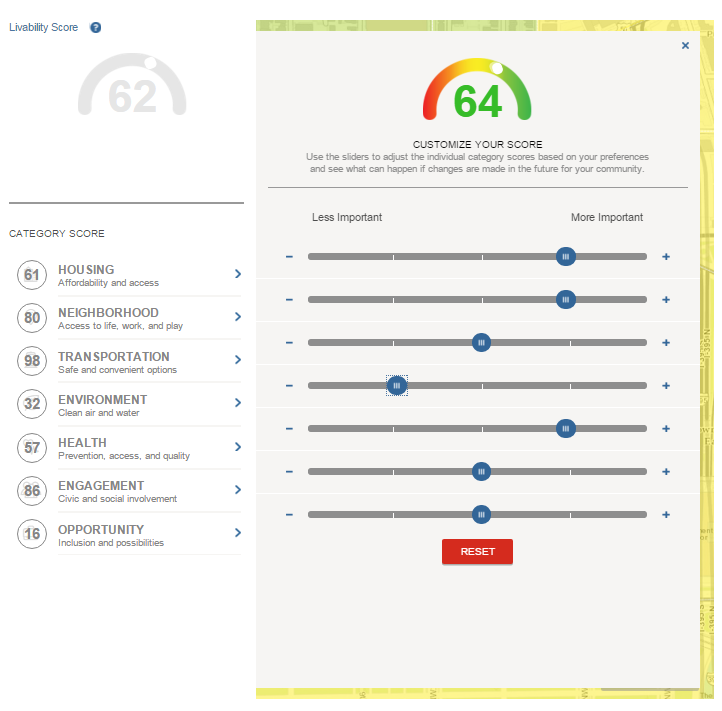 Livability Score ?
62
CATEGORY SCORE
61 HOUSING
Affordability and access
80 NEIGHBORHOOD
Access to life, work, and play
98 TRANSPORTATION
Safe and convenient options
32 ENVIRONMENT
Clean air and water
57 HEALTH
Prevention, access, and quality
86 ENGAGEMENT
Civic and social involvement
16 OPPORTUNITY
Inclusion and possibilities
×
64
CUSTOMIZE YOUR SCORE
Use the sliders to adjust the individual category scores based on your preferences
and see what can happen if changes are made in the future for your community.
Less Important More Important
− +
− +
− +
− +
− +
− +
− +
RESET
I-395 N